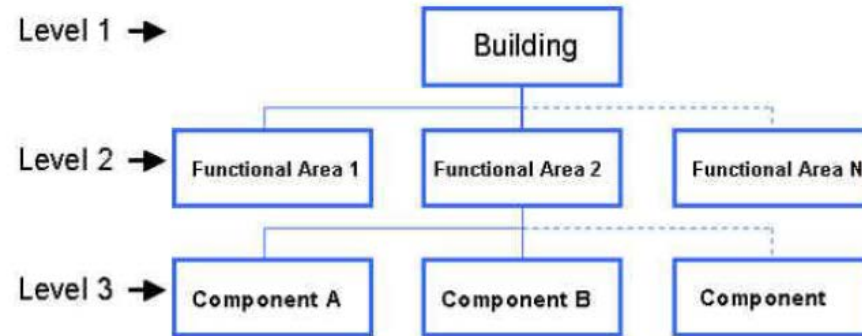 Level 1
Building
Level 2
Functional Area 1
Functional Area 2
Functional Area N
Level 3
Component A
Component B
Component